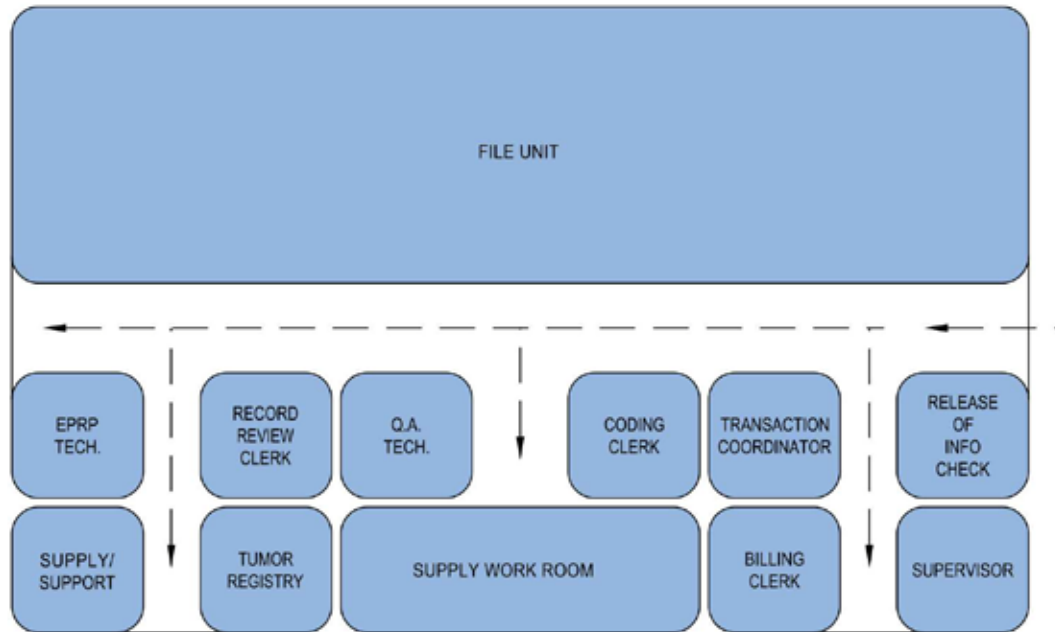 FILE UNIT
EPRP
TECH.
RECORD
REVIEW
CLERK
Q.A.
TECH.
CODING
CLERK
TRANSACTION
COORDINATOR
RELEASE
OF
INFO
CHECK
SUPPLY/
SUPPORT
TUMOR
REGISTRY
SUPPLY WORK ROOM
BILLING
CLERK
SUPERVISOR